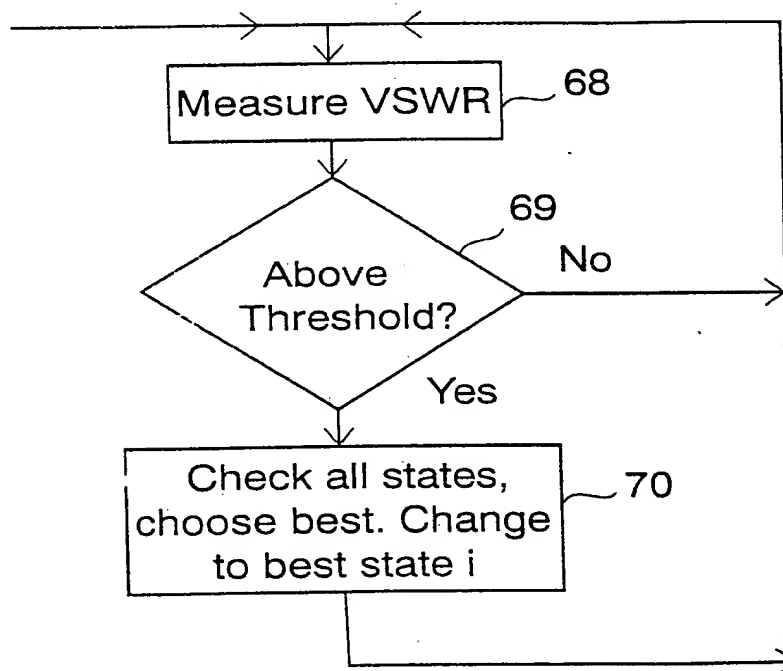 Measure VSWR
68
69
Above
Threshold?
No
Yes
Check all states,
choose best. Change
to best state i
70